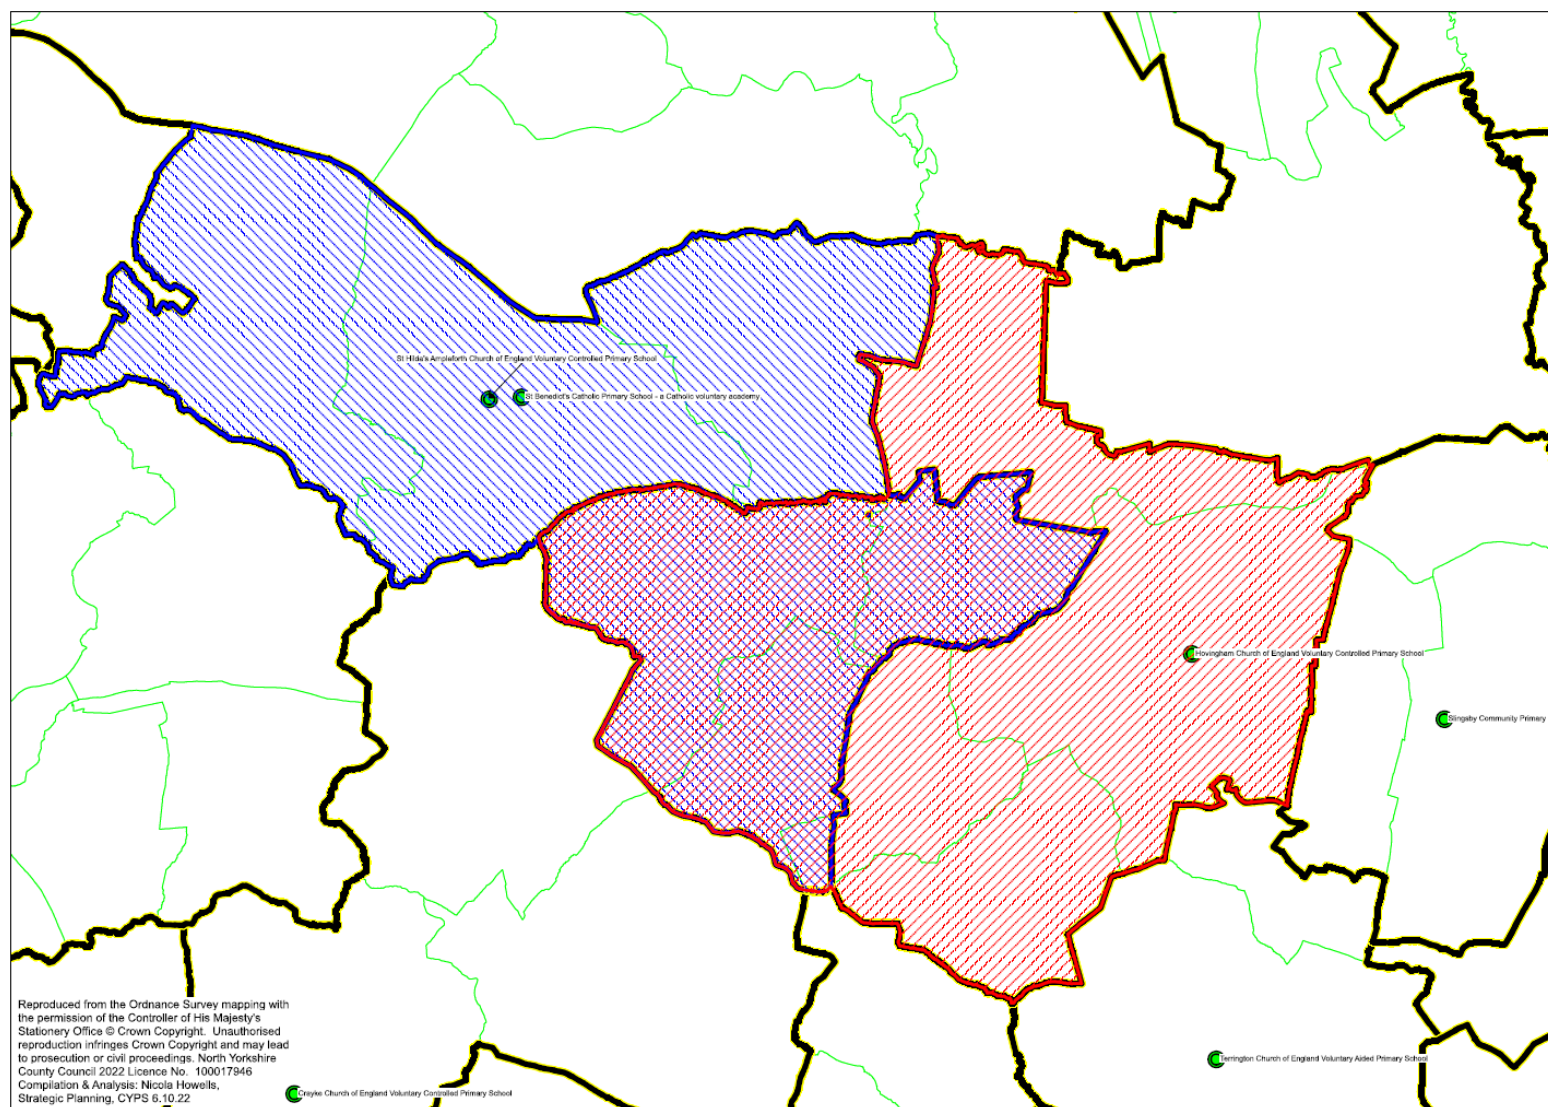 St Hilda's Ampleforth Church of England Voluntary Controlled Primary School
St Benedict's Catholic Primary School - a Catholic voluntary academy
Hovingham Church of England Voluntary Controlled Primary School
Slingsby Community Primary
Terrington Church of England Voluntary Aided Primary School
Crayke Church of England Voluntary Controlled Primary School
Reproduced from the Ordnance Survey mapping with
the permission of the Controller of His Majesty's
Stationery Office © Crown Copyright. Unauthorised
reproduction infringes Crown Copyright and may lead
to prosecution or civil proceedings. North Yorkshire
County Council 2022 Licence No. 100017946
Compilation & Analysis: Nicola Howells,
Strategic Planning, CYPS 6.10.22